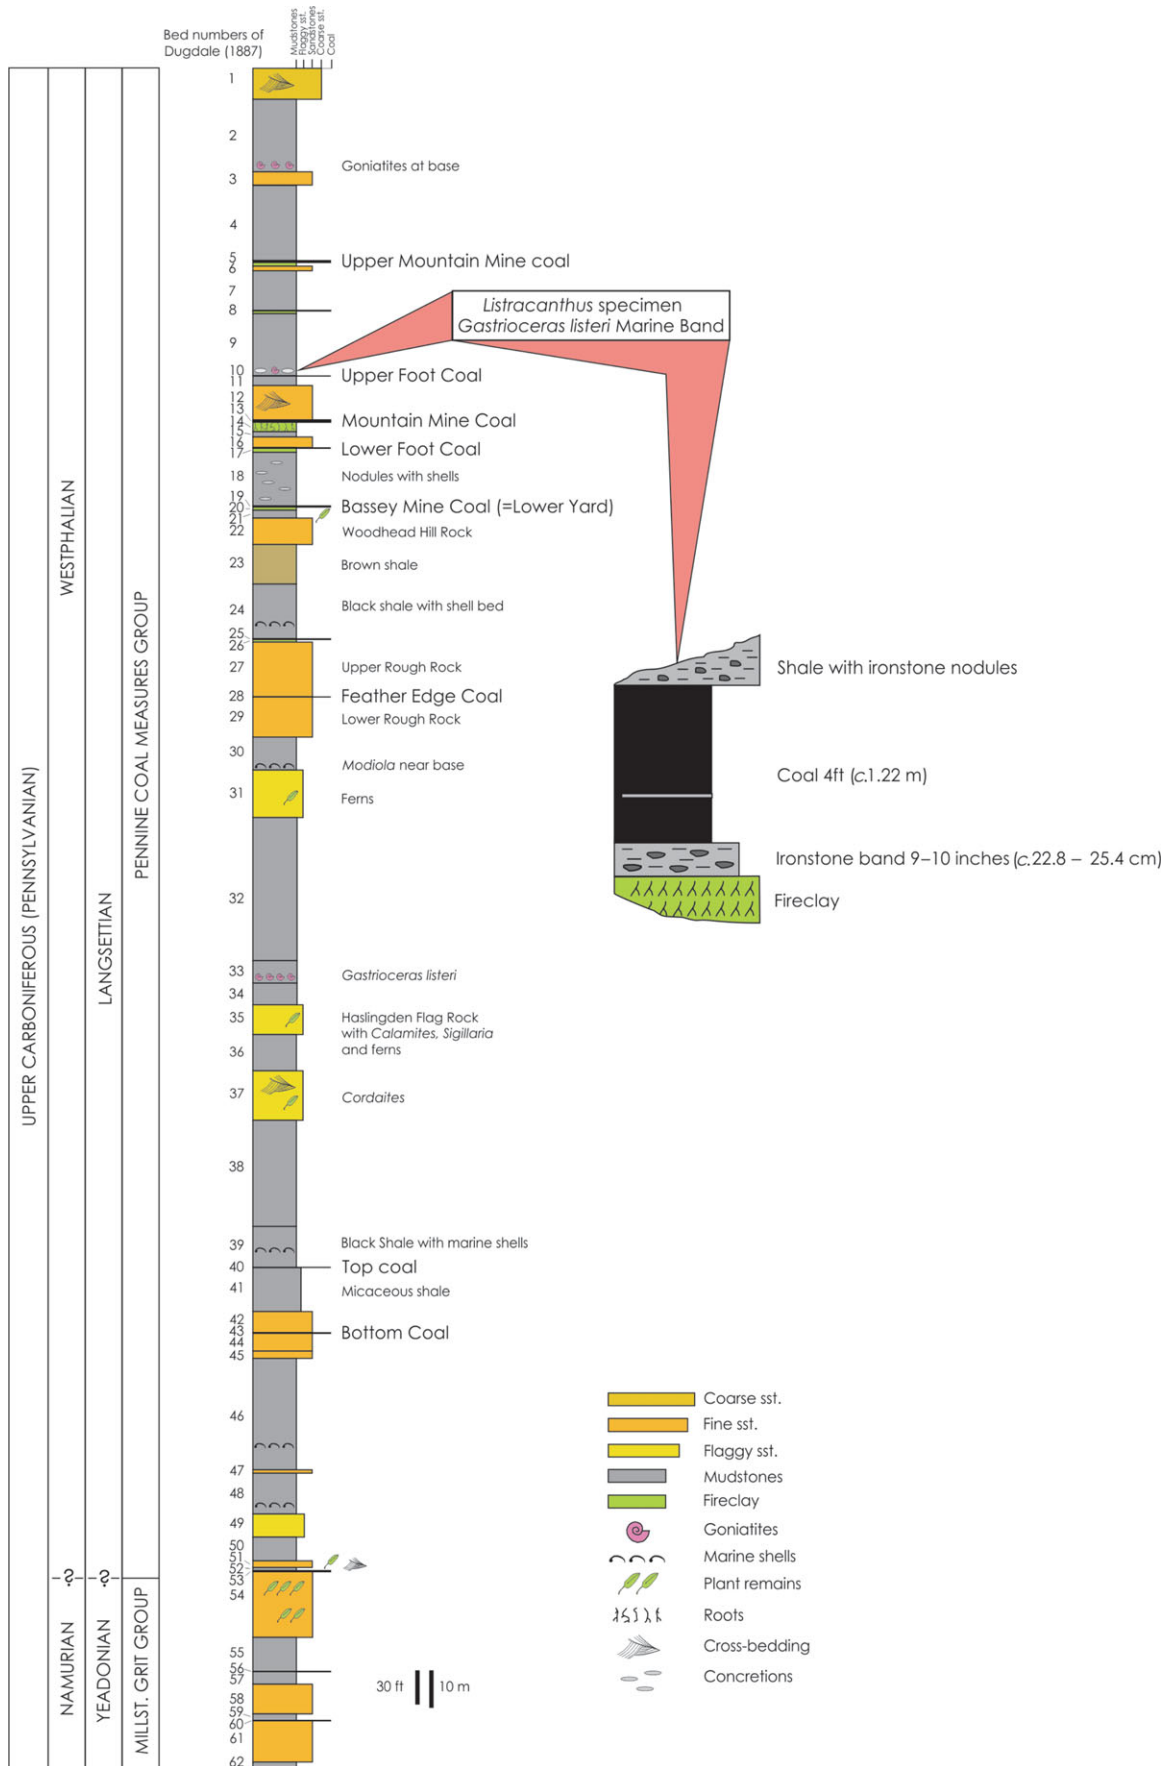 Bed numbers of
Dugdale (1887)
Mudstones
Flaggy sst.
Sandstones
Coarse sst.
Coal
UPPER CARBONIFEROUS (PENNSYLVANIAN)
WESTPHALIAN
LANGSETTIAN
PENNINE COAL MEASURES GROUP
-?-
-?-
NAMURIAN
YEADONIAN
MILLST. GRIT GROUP
1
2
Goniatites at base
3
4
5
Upper Mountain Mine coal
6
7
8
9
10
11
Upper Foot Coal
12
13
14
Mountain Mine Coal
15
16
17
Lower Foot Coal
18
Nodules with shells
19
20
Bassey Mine Coal (=Lower Yard)
21
22
Woodhead Hill Rock
23
Brown shale
24
Black shale with shell bed
25
26
27
Upper Rough Rock
28
Feather Edge Coal
29
Lower Rough Rock
30
Modiola near base
31
Ferns
32
33
Gastrioceras listeri
34
35
Haslingden Flag Rock
with Calamites, Sigillaria
and ferns
36
37
Cordaites
38
39
Black Shale with marine shells
40
Top coal
41
Micaceous shale
42
43
Bottom Coal
44
45
46
47
48
49
50
51
52
53
54
55
56
57
58
59
60
61
62
30 ft
10 m
Listracanthus specimen
Gastrioceras listeri Marine Band
Shale with ironstone nodules
Coal 4ft (c.1.22 m)
Ironstone band 9–10 inches (c.22.8 – 25.4 cm)
Fireclay
Coarse sst.
Fine sst.
Flaggy sst.
Mudstones
Fireclay
Goniatites
Marine shells
Plant remains
Roots
Cross-bedding
Concretions